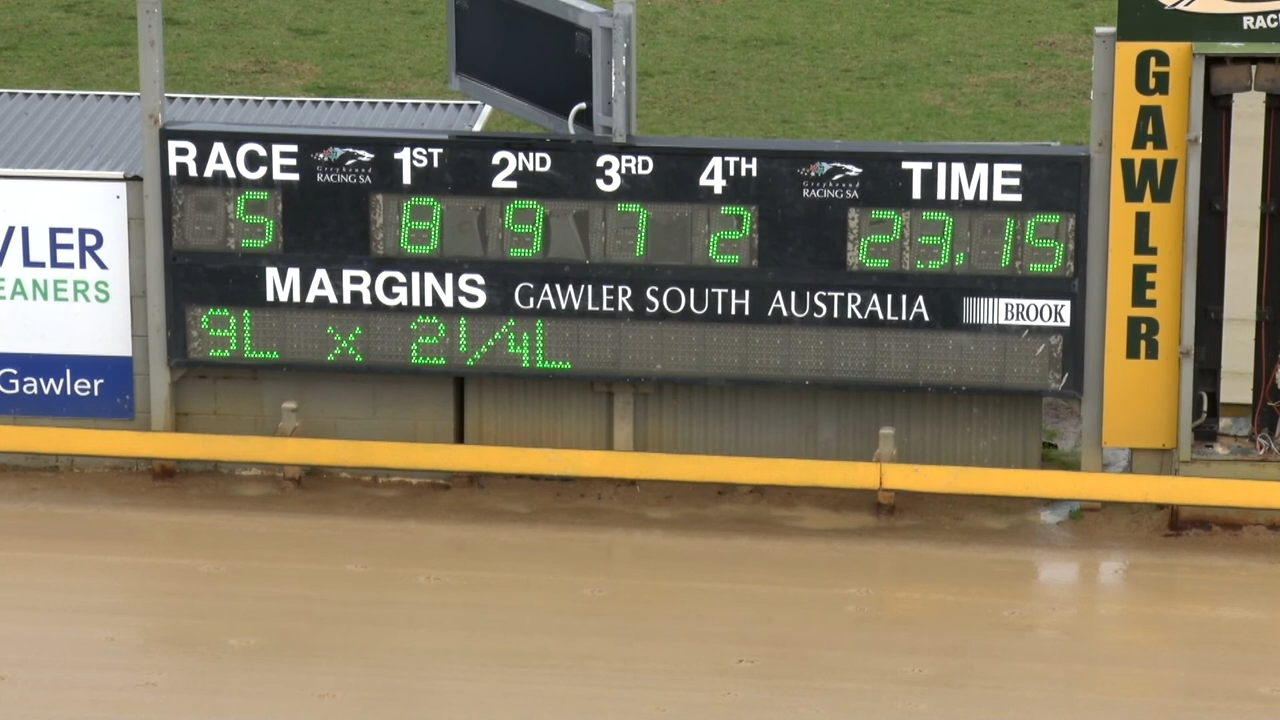 RAC
GAWLER
RACE
Greyhound
RACING SA
1ST 2ND 3RD 4TH
Greyhound
RACING SA
TIME
5 8 9 7 2 23.15
MARGINS GAWLER SOUTH AUSTRALIA BROOK
9L x 2 1/4L
LER
EANERS
Gawler